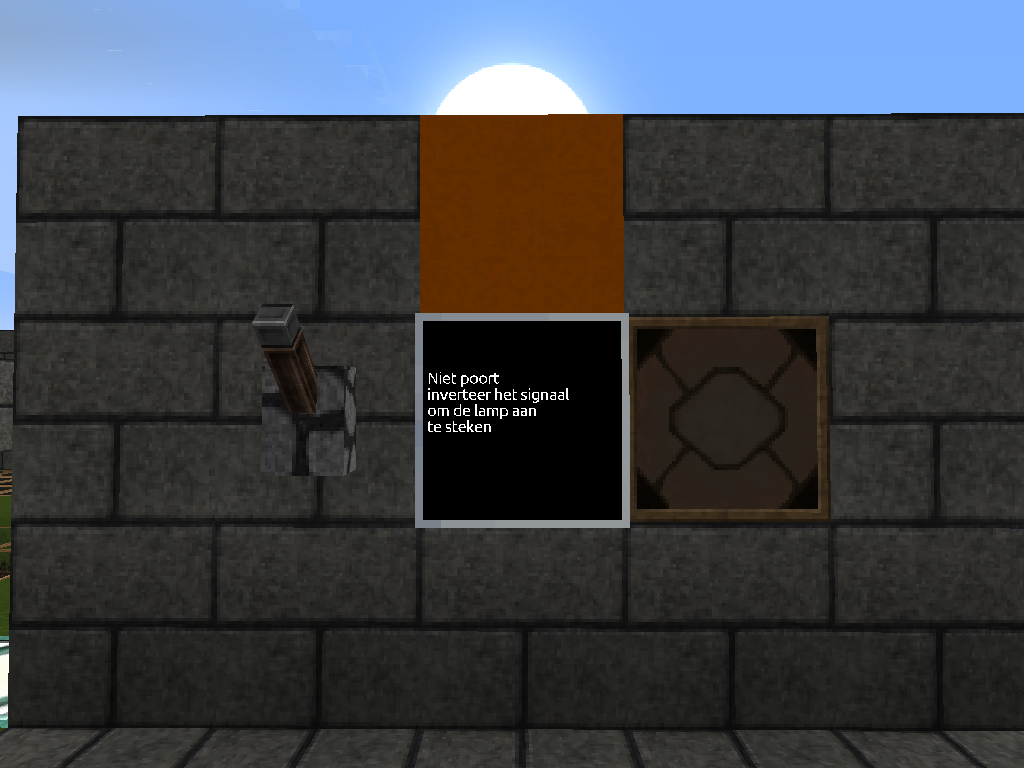 Niet poort
inverteer het signaal
om de lamp aan
te steken